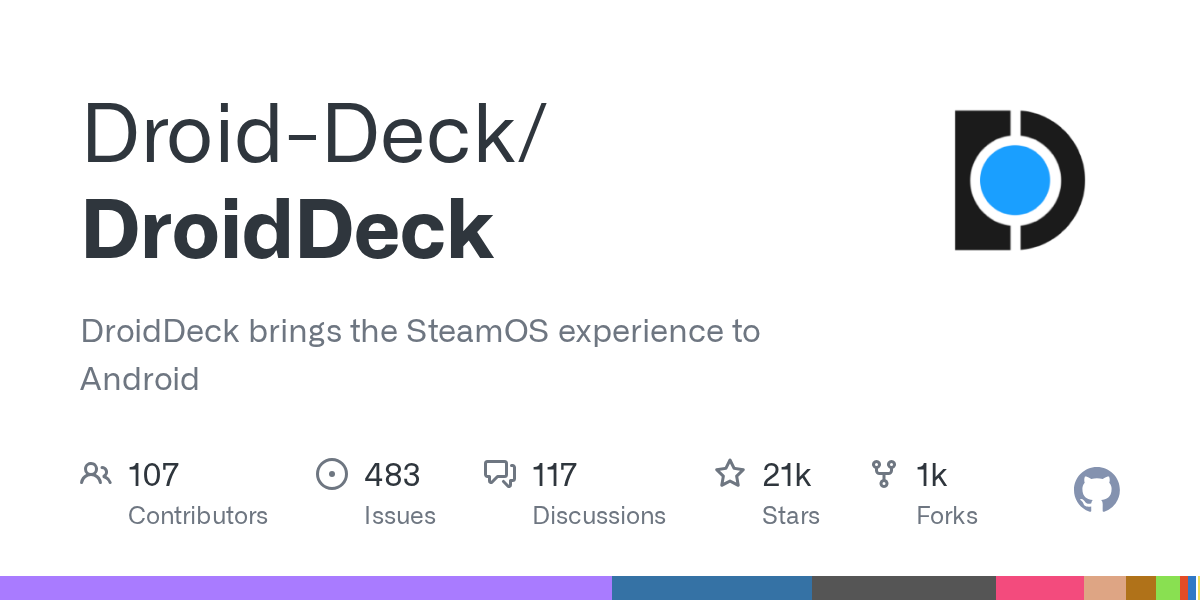 Droid-Deck/
DroidDeck
DroidDeck brings the SteamOS experience to
Android
107 483 117 21k 1k
Contributors Issues Discussions Stars Forks